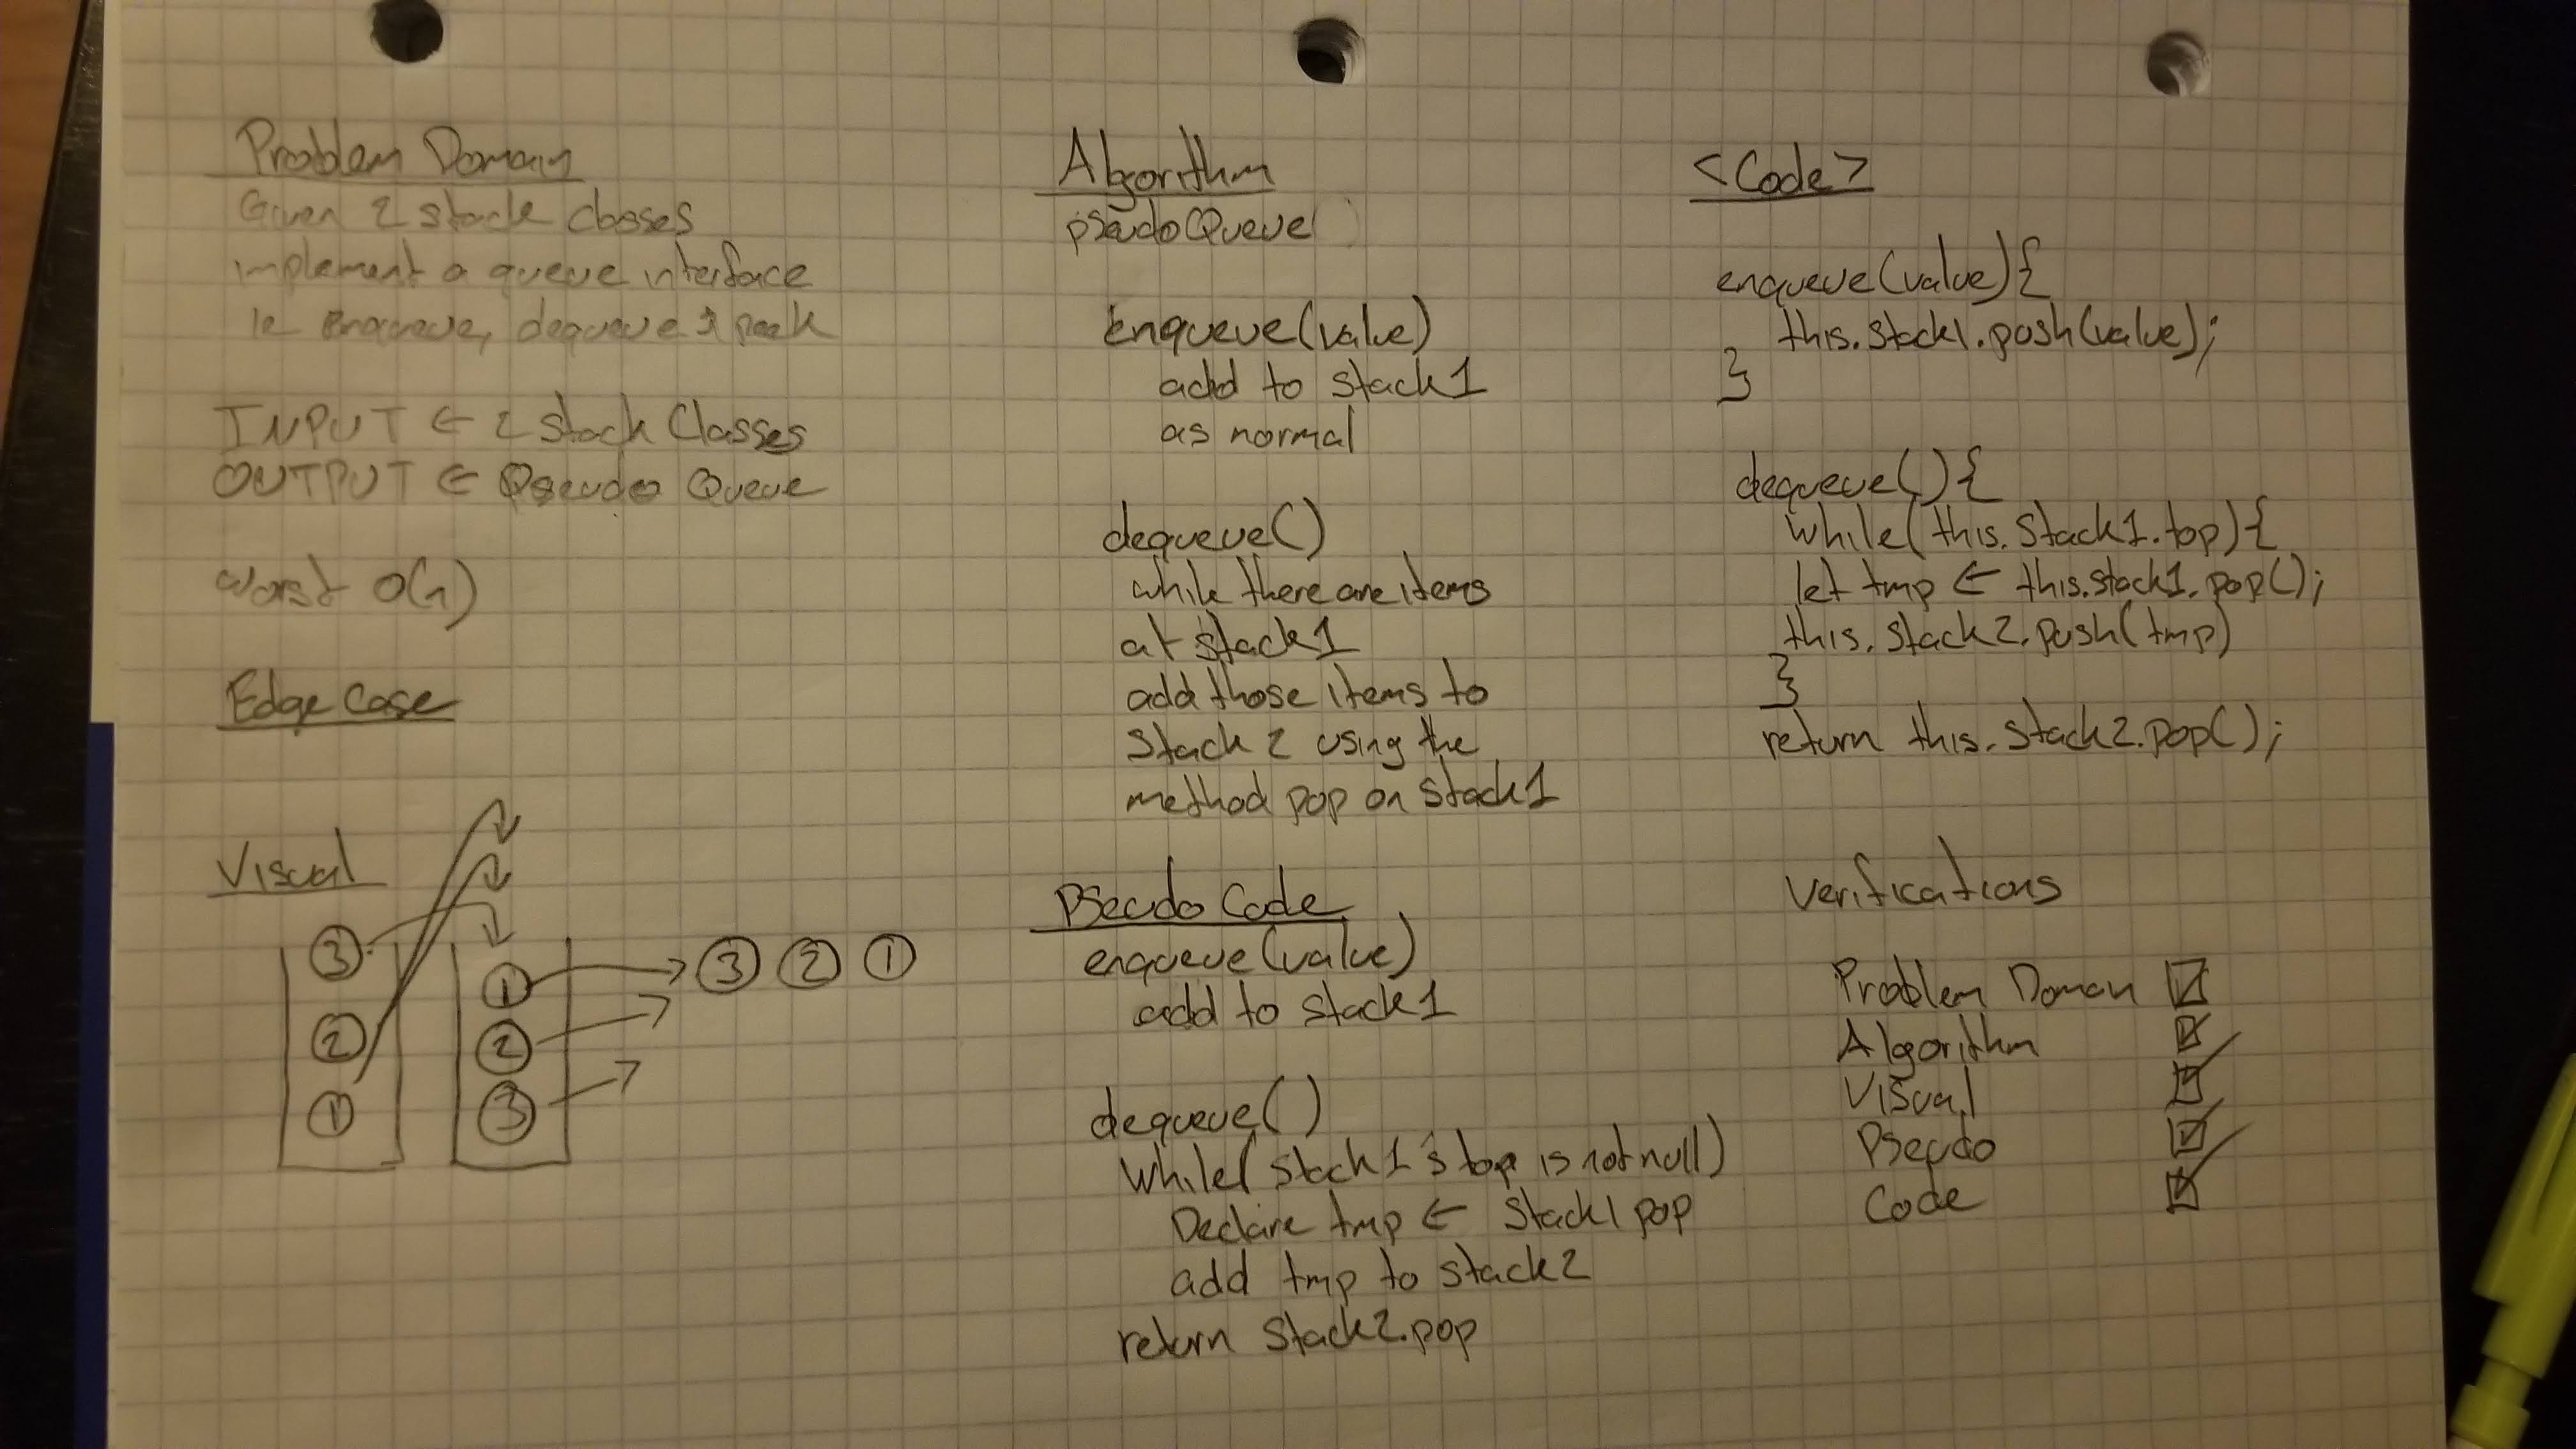 Problem Domain
Given 2 stack classes
implement a queue interface
ie enqueue, dequeue & peek
INPUT ← 2 Stack Classes
OUTPUT ← Pseudo Queue
worst O(n)
Edge Case
Visual
③
②
①
①
②
③
③ ② ①
Algorithm
pseudoQueue
enqueue(value)
add to stack1
as normal
dequeue()
while there are items
at stack1
add those items to
Stack 2 using the
method pop on stack1
Pseudo Code
enqueue(value)
add to stack1
dequeue()
While(stack1's top is not null)
Declare tmp ← Stack1 pop
add tmp to stack2
return Stack2.pop
<Code>
enqueue(value){
this.stack1.push(value);
}
dequeue(){
while(this.Stack1.top){
let tmp ← this.stack1.pop();
this.stack2.push(tmp)
}
return this.stack2.pop();
Verifications
Problem Doman ☑
Algorithm ☑
Visual ☑
Pseudo ☑
Code ☑